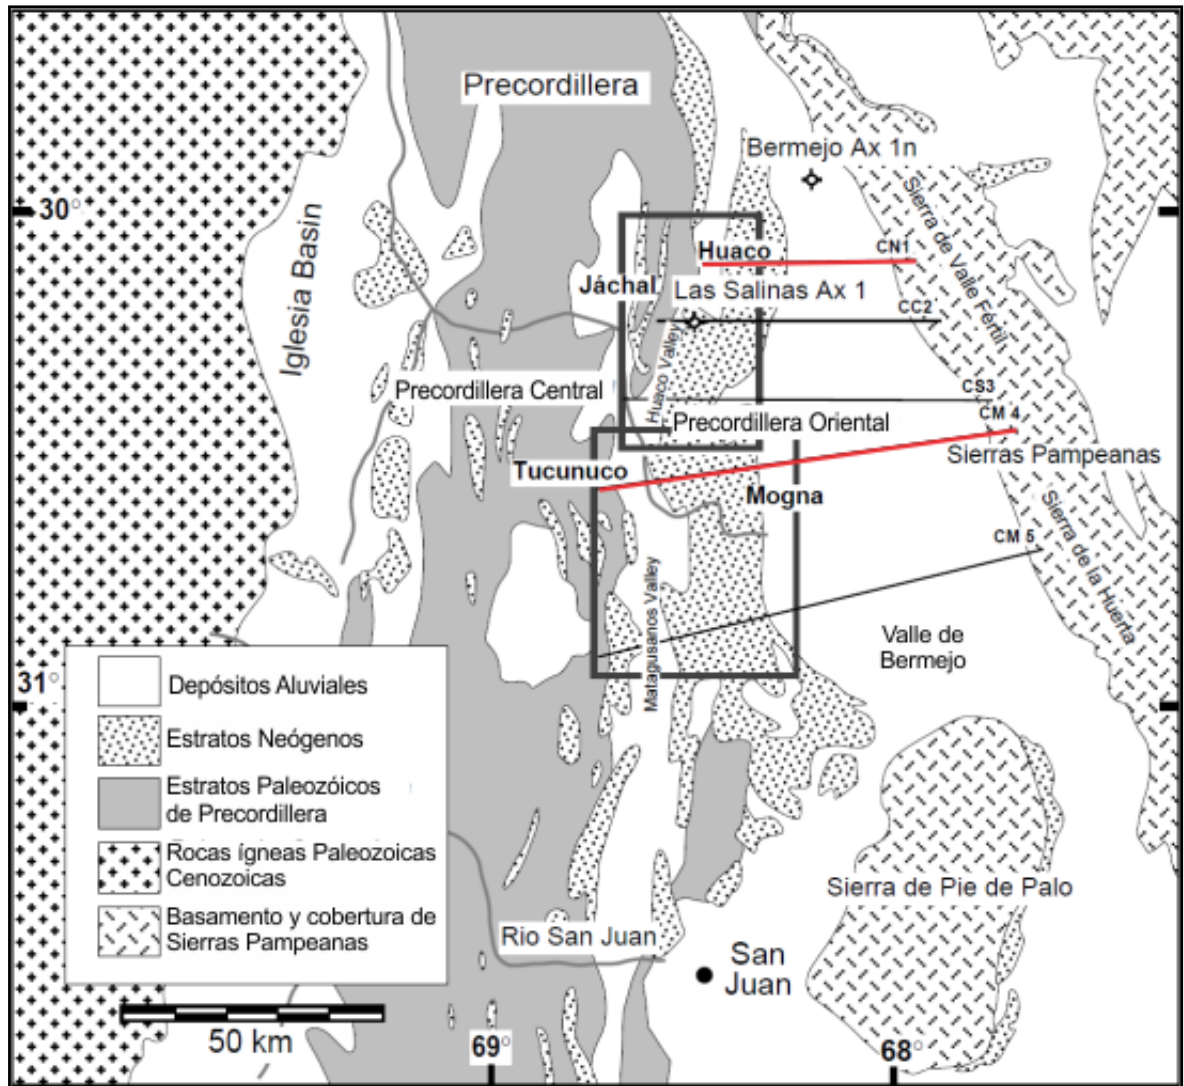 Precordillera
Bermejo Ax 1n
30°
Iglesia Basin
Sierra de Valle Fértil
Huaco
CN1
Jáchal
Las Salinas Ax 1
CC2
Huaco Valley
Precordillera Central
CS3
CM 4
Precordillera Oriental
Sierras Pampeanas
Tucunuco
Mogna
CM 5
Sierra de la Huerta
Matagusanos Valley
Valle de
Bermejo
31°
Depósitos Aluviales
Estratos Neógenos
Estratos Paleozóicos
de Precordillera
Rocas ígneas Paleozoicas
Cenozoicas
Basamento y cobertura de
Sierras Pampeanas
Sierra de Pie de Palo
Rio San Juan
San
Juan
50 km
69°
68°